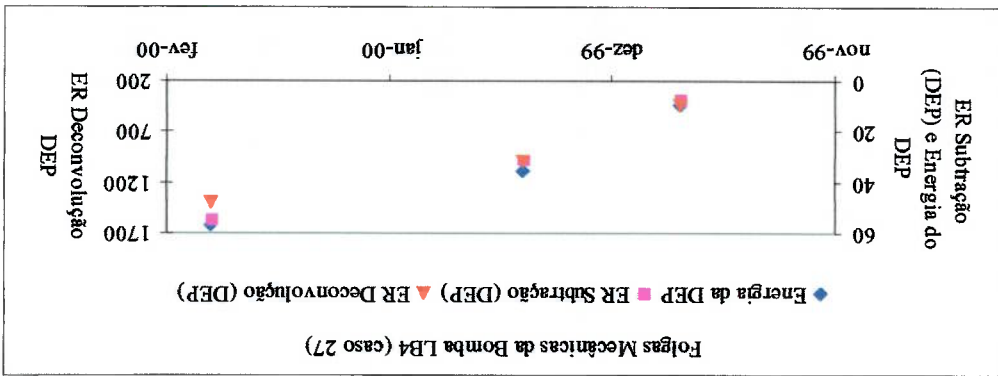 Folgas Mecânicas da Bomba LB4 (caso 27)
Energia da DEP ER Subtração (DEP) ER Deconvolução (DEP)
ER Subtração
(DEP) e Energia do
DEP
60
40
20
0
1700
1200
700
200
ER Deconvolução
DEP
nov-99 dez-99 jan-00 fev-00